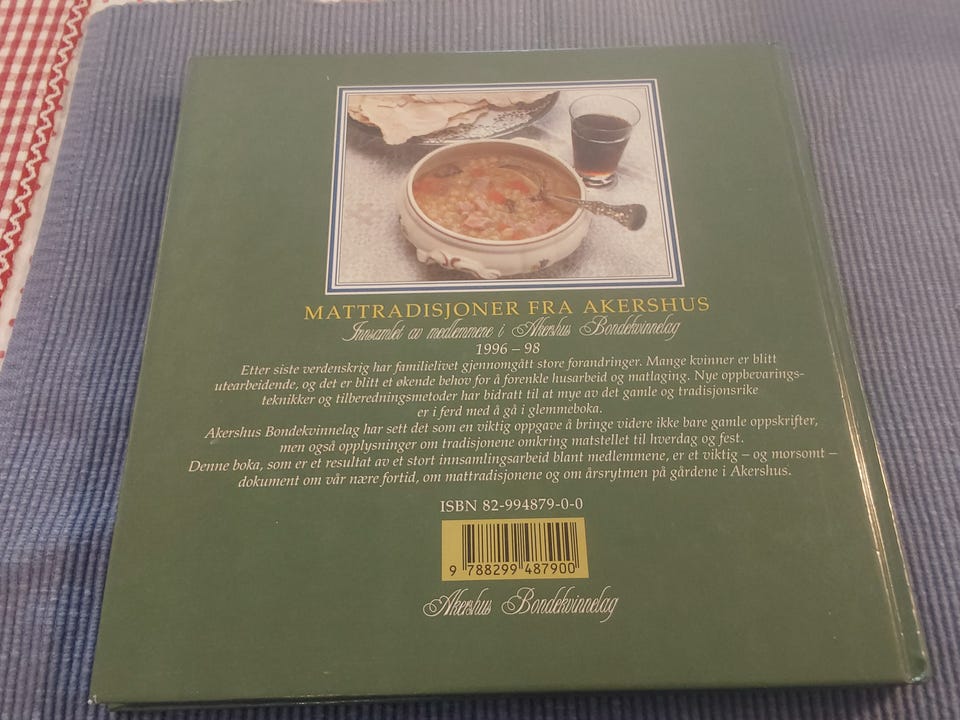 MATTRADISJONER FRA AKERSHUS
Innsamlet av medlemmene i Akershus Bondekvinnelag
1996 – 98
Etter siste verdenskrig har familielivet gjennomgått store forandringer. Mange kvinner er blitt
utearbeidende, og det er blitt et økende behov for å forenkle husarbeid og matlaging. Nye oppbevarings-
teknikker og tilberedningsmetoder har bidratt til at mye av det gamle og tradisjonsrike
er i ferd med å gå i glemmeboka.
Akershus Bondekvinnelag har sett det som en viktig oppgave å bringe videre ikke bare gamle oppskrifter,
men også opplysninger om tradisjonene omkring matstellet til hverdag og fest.
Denne boka, som er et resultat av et stort innsamlingsarbeid blant medlemmene, er et viktig – og morsomt –
dokument om vår nære fortid, om mattradisjonene og om årsrytmen på gårdene i Akershus.
ISBN 82-994879-0-0
9 788299 487900
Akershus Bondekvinnelag